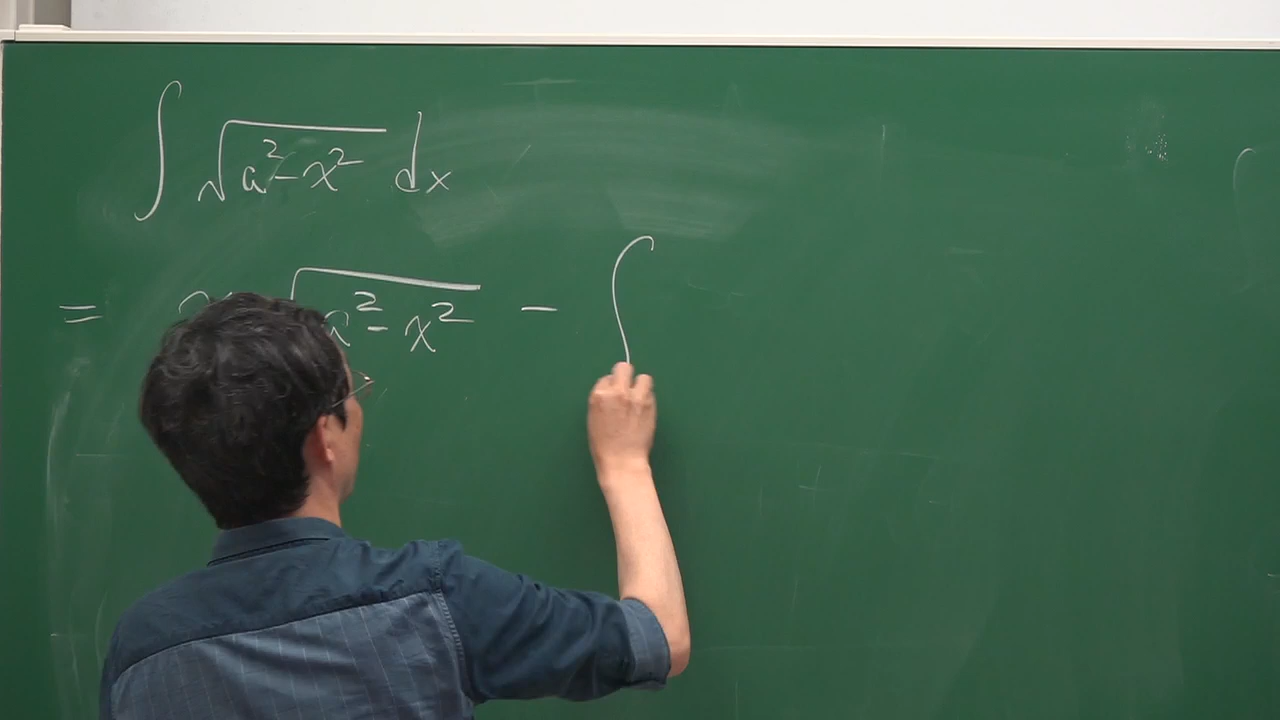 ∫ √(a²-x²) dx
= x √(a²-x²) - ∫